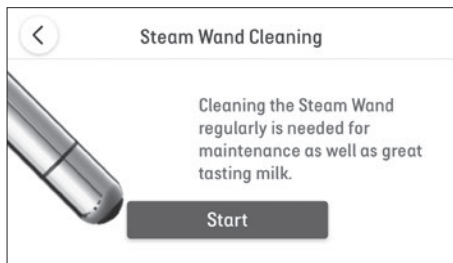 Steam Wand Cleaning
Cleaning the Steam Wand
regularly is needed for
maintenance as well as great
tasting milk.
Start